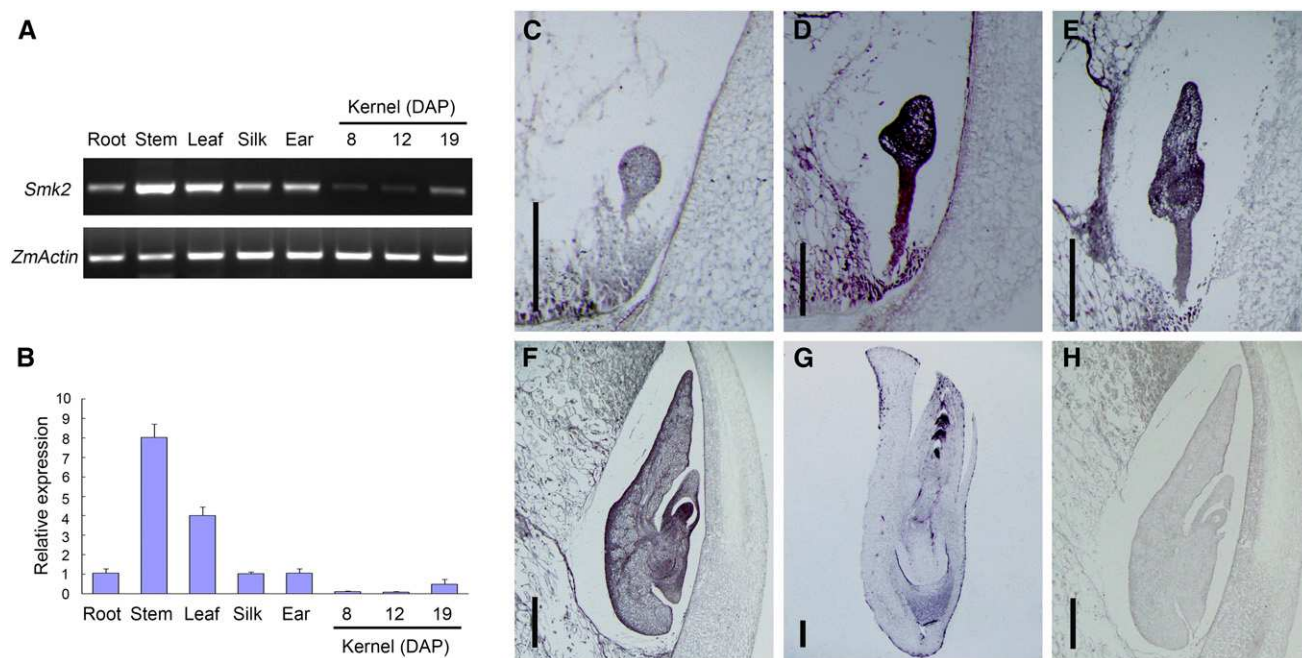 A
Kernel (DAP)
Root Stem Leaf Silk Ear 8 12 19
Smk2
ZmActin
B
10
9
8
7
6
5
4
3
2
1
0
Relative expression
Root Stem Leaf Silk Ear 8 12 19
Kernel (DAP)
C
D
E
F
G
H